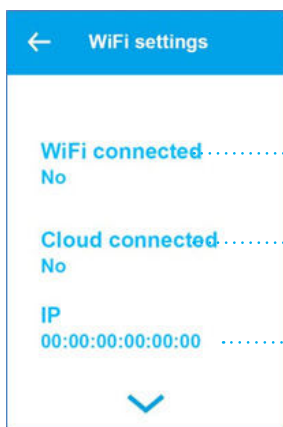 WiFi settings
WiFi connected
No
Cloud connected
No
IP
00:00:00:00:00:00